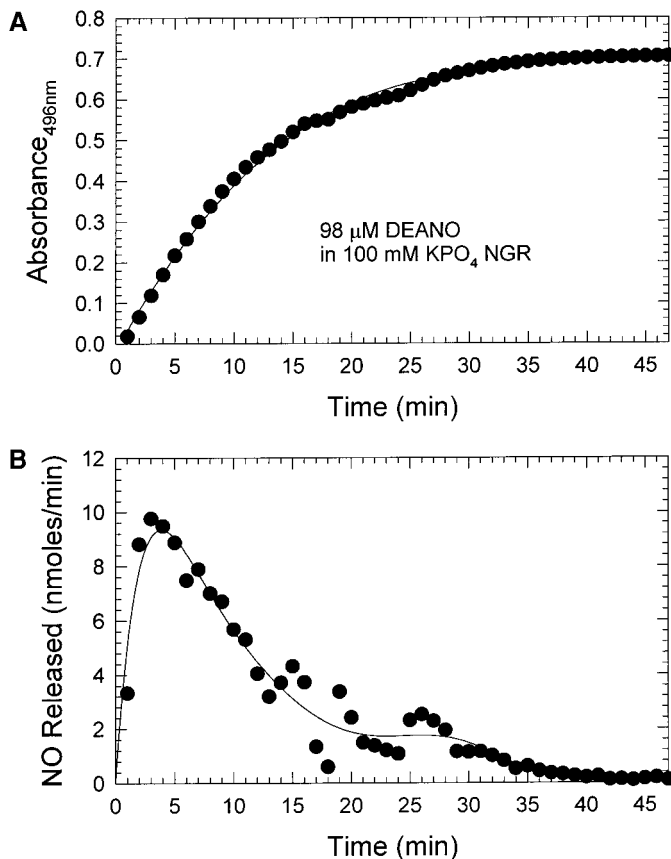 A
Absorbance496nm
0.8
0.7
0.6
0.5
0.4
0.3
0.2
0.1
0.0
98 μM DEANO
in 100 mM KPO4 NGR
0 5 10 15 20 25 30 35 40 45
Time (min)
B
NO Released (nmoles/min)
12
10
8
6
4
2
0
0 5 10 15 20 25 30 35 40 45
Time (min)